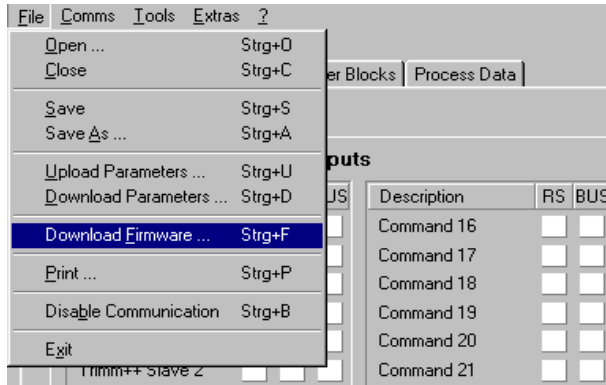 File Comms Tools Extras ?
Open ... Strg+O
Close Strg+C
er Blocks Process Data
Save Strg+S
Save As ... Strg+A
puts
Upload Parameters ... Strg+U
Download Parameters ... Strg+D
US Description RS BUS
Download Firmware ... Strg+F
Command 16
Command 17
Print ... Strg+P
Command 18
Disable Communication Strg+B
Command 19
Command 20
Exit
Trimm++ Slave 2
Command 21